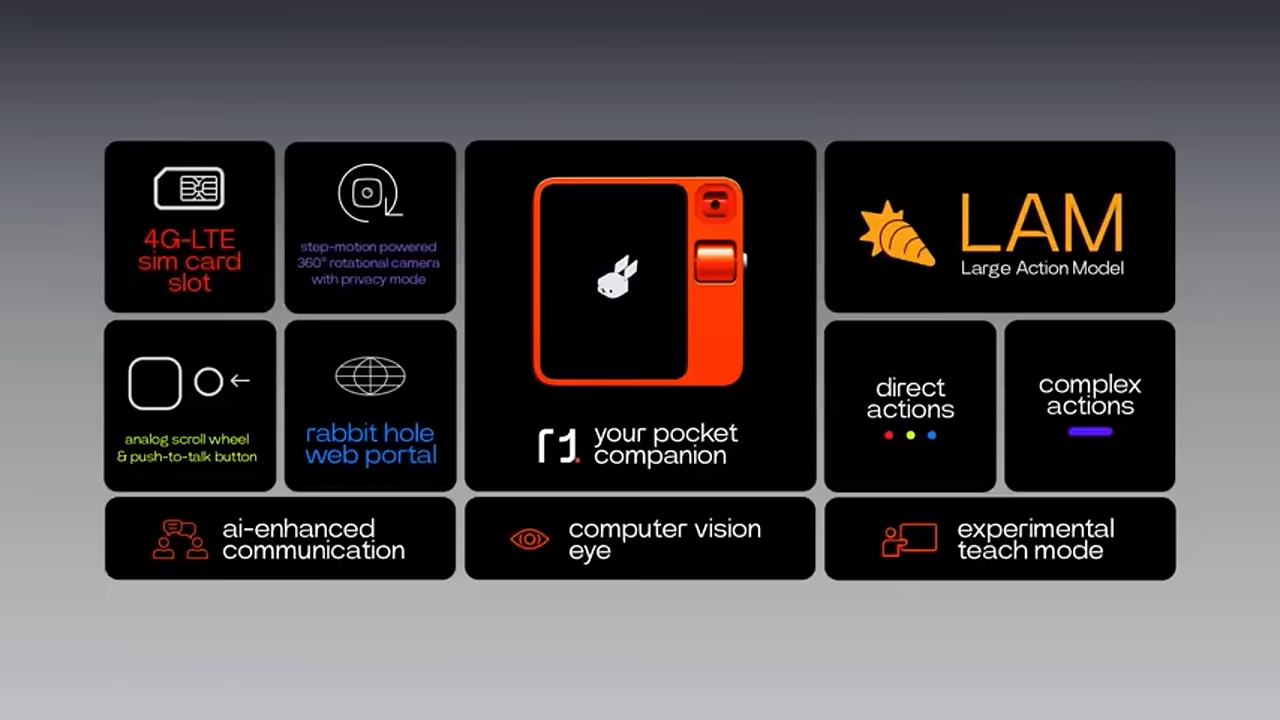 4G-LTE
sim card
slot
step-motion powered
360° rotational camera
with privacy mode
r1.
your pocket
companion
LAM
Large Action Model
analog scroll wheel
& push-to-talk button
rabbit hole
web portal
direct
actions
complex
actions
ai-enhanced
communication
computer vision
eye
experimental
teach mode